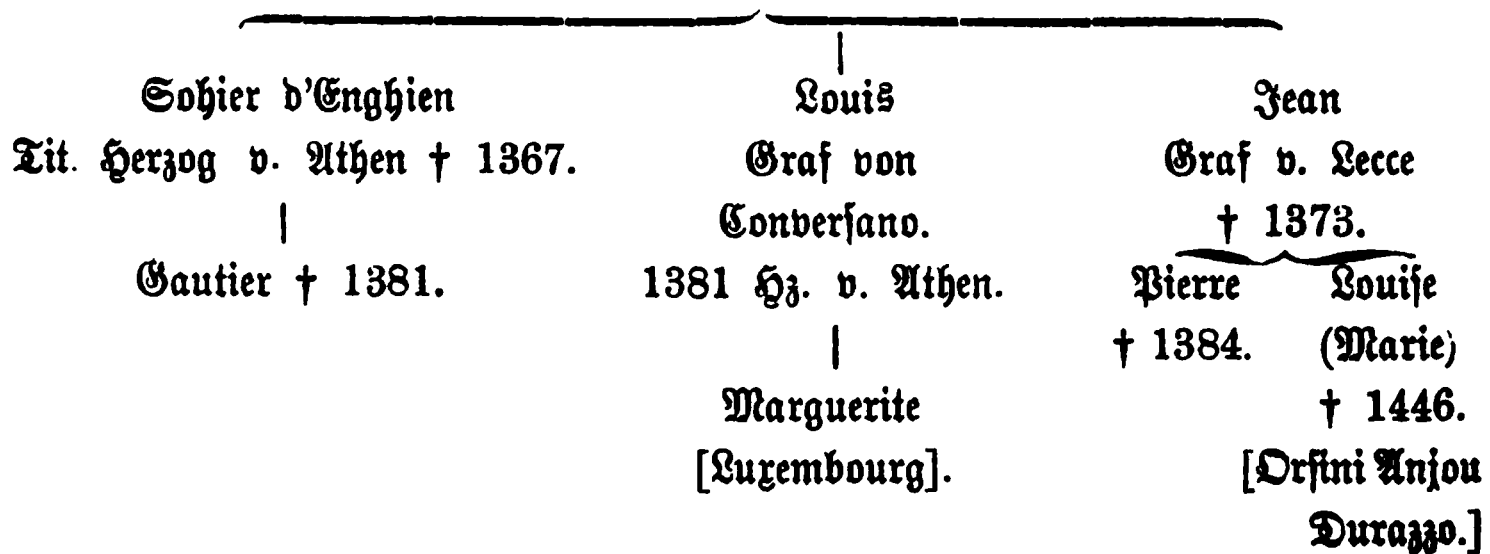 Sohier d'Enghien
Tit. Herzog v. Athen † 1367.
Gautier † 1381.
Louis
Graf von
Conversano.
1381 Hz. v. Athen.
Marguerite
[Luxembourg].
Jean
Graf v. Lecce
† 1373.
Pierre
† 1384.
Louise
(Marie)
† 1446.
[Orsini Anjou
Durazzo.]